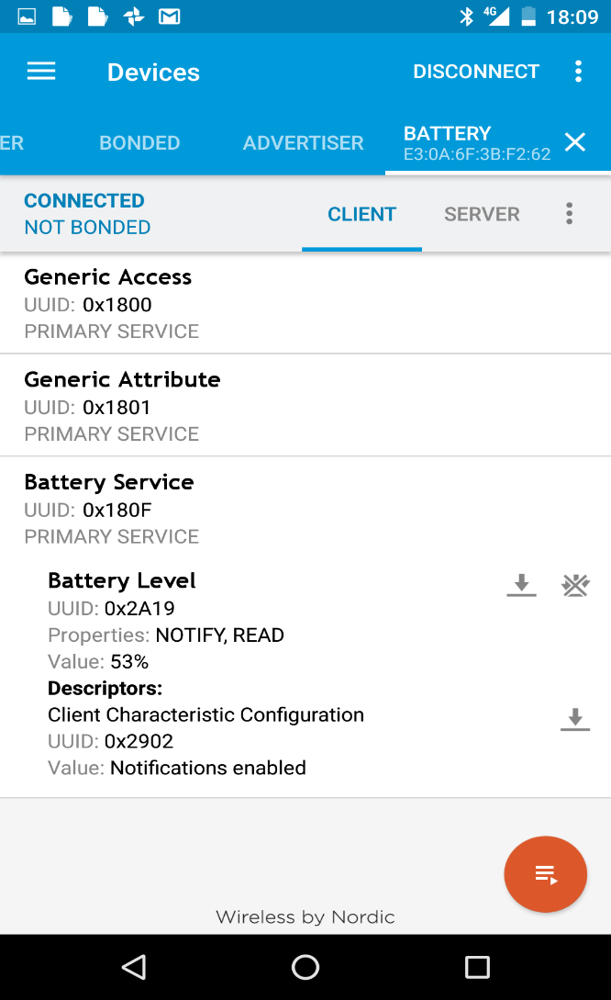 4G 18:09
Devices DISCONNECT
ER BONDED ADVERTISER BATTERY
E3:0A:6F:3B:F2:62
CONNECTED
NOT BONDED
CLIENT SERVER
Generic Access
UUID: 0x1800
PRIMARY SERVICE
Generic Attribute
UUID: 0x1801
PRIMARY SERVICE
Battery Service
UUID: 0x180F
PRIMARY SERVICE
Battery Level
UUID: 0x2A19
Properties: NOTIFY, READ
Value: 53%
Descriptors:
Client Characteristic Configuration
UUID: 0x2902
Value: Notifications enabled
Wireless by Nordic